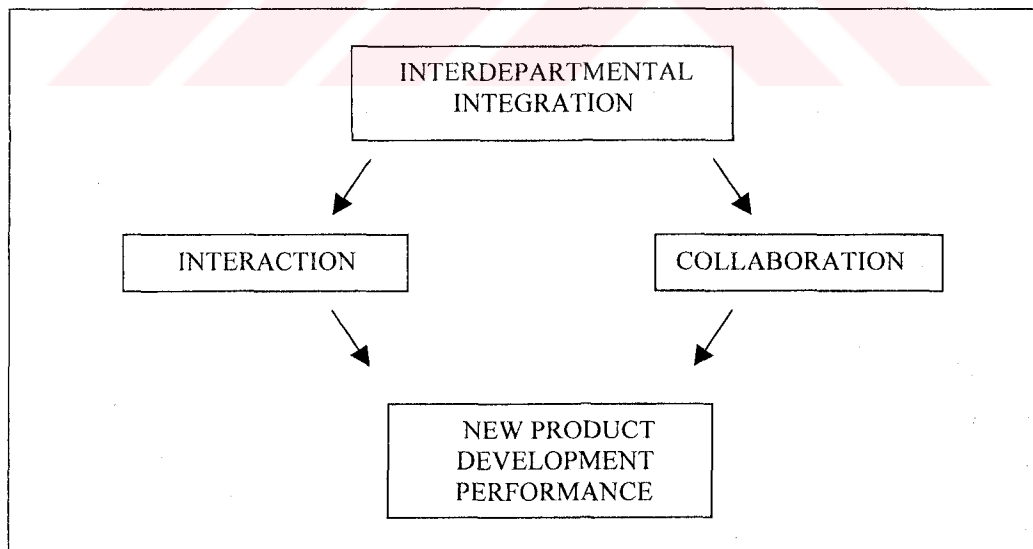 INTERDEPARTMENTAL
INTEGRATION
INTERACTION
COLLABORATION
NEW PRODUCT
DEVELOPMENT
PERFORMANCE